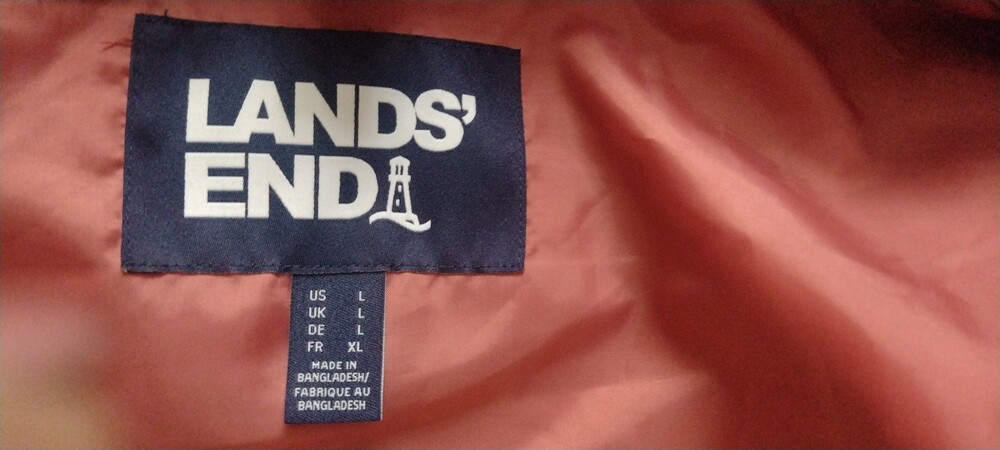 LANDS'
END
US L
UK L
DE L
FR XL
MADE IN
BANGLADESH/
FABRIQUE AU
BANGLADESH